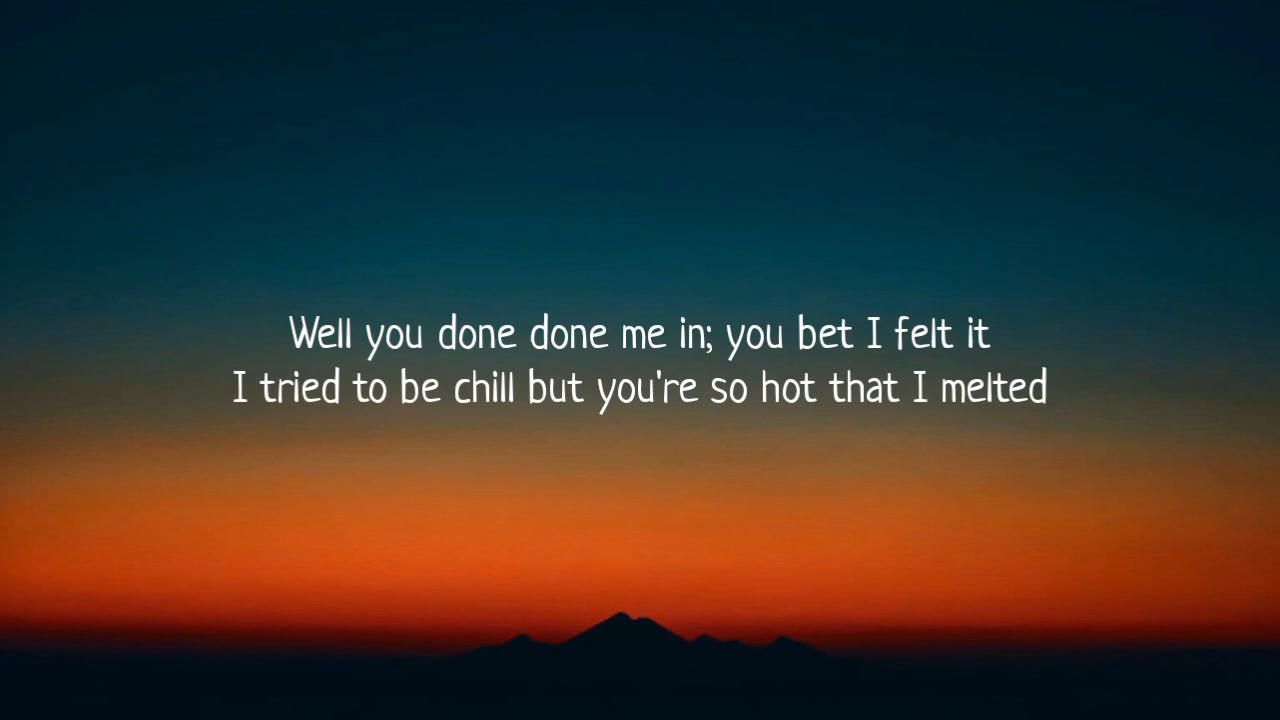 Well you done done me in; you bet I felt it
I tried to be chill but you're so hot that I melted